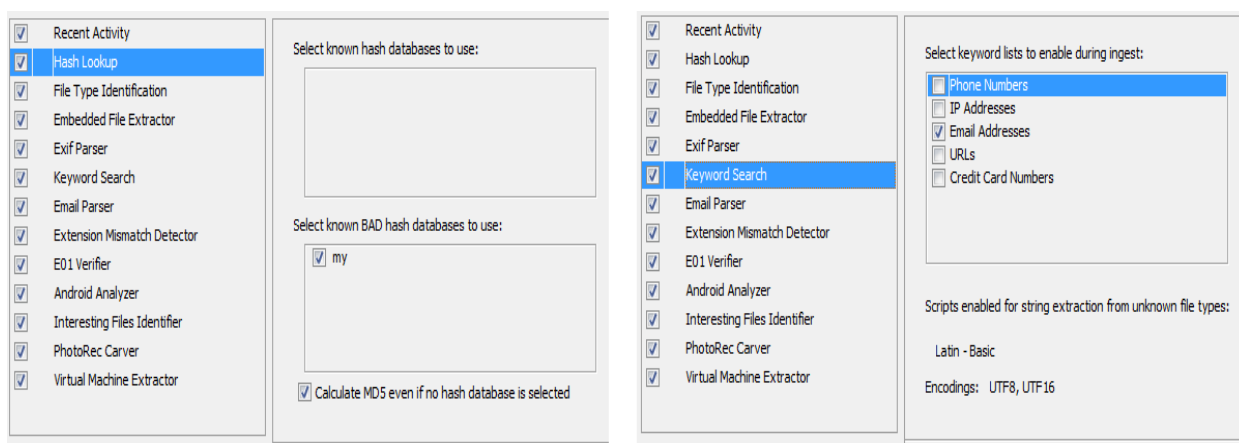 Recent Activity
Hash Lookup
File Type Identification
Embedded File Extractor
Exif Parser
Keyword Search
Email Parser
Extension Mismatch Detector
E01 Verifier
Android Analyzer
Interesting Files Identifier
PhotoRec Carver
Virtual Machine Extractor
Select known hash databases to use:
Select known BAD hash databases to use:
my
Calculate MD5 even if no hash database is selected
Recent Activity
Hash Lookup
File Type Identification
Embedded File Extractor
Exif Parser
Keyword Search
Email Parser
Extension Mismatch Detector
E01 Verifier
Android Analyzer
Interesting Files Identifier
PhotoRec Carver
Virtual Machine Extractor
Select keyword lists to enable during ingest:
Phone Numbers
IP Addresses
Email Addresses
URLs
Credit Card Numbers
Scripts enabled for string extraction from unknown file types:
Latin - Basic
Encodings: UTF8, UTF16